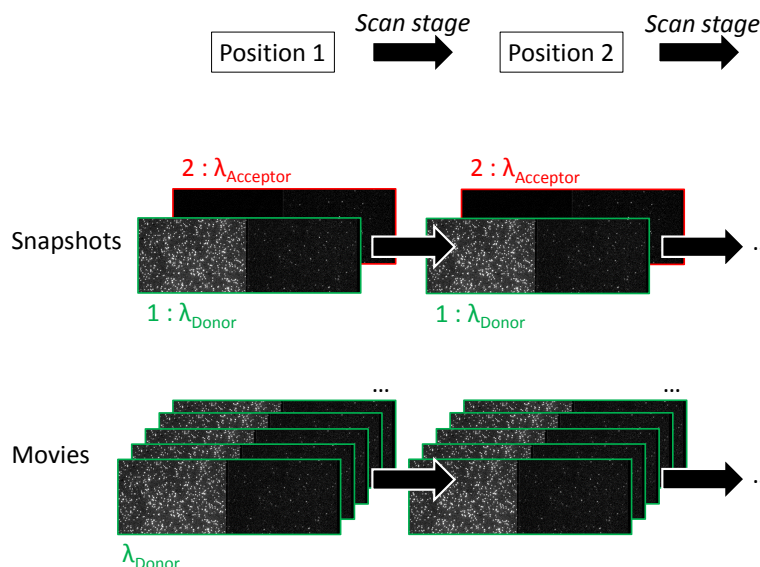 Scan stage
Scan stage
Position 1
Position 2
2 : λAcceptor
2 : λAcceptor
Snapshots
.
1 : λDonor
1 : λDonor
...
...
Movies
.
λDonor